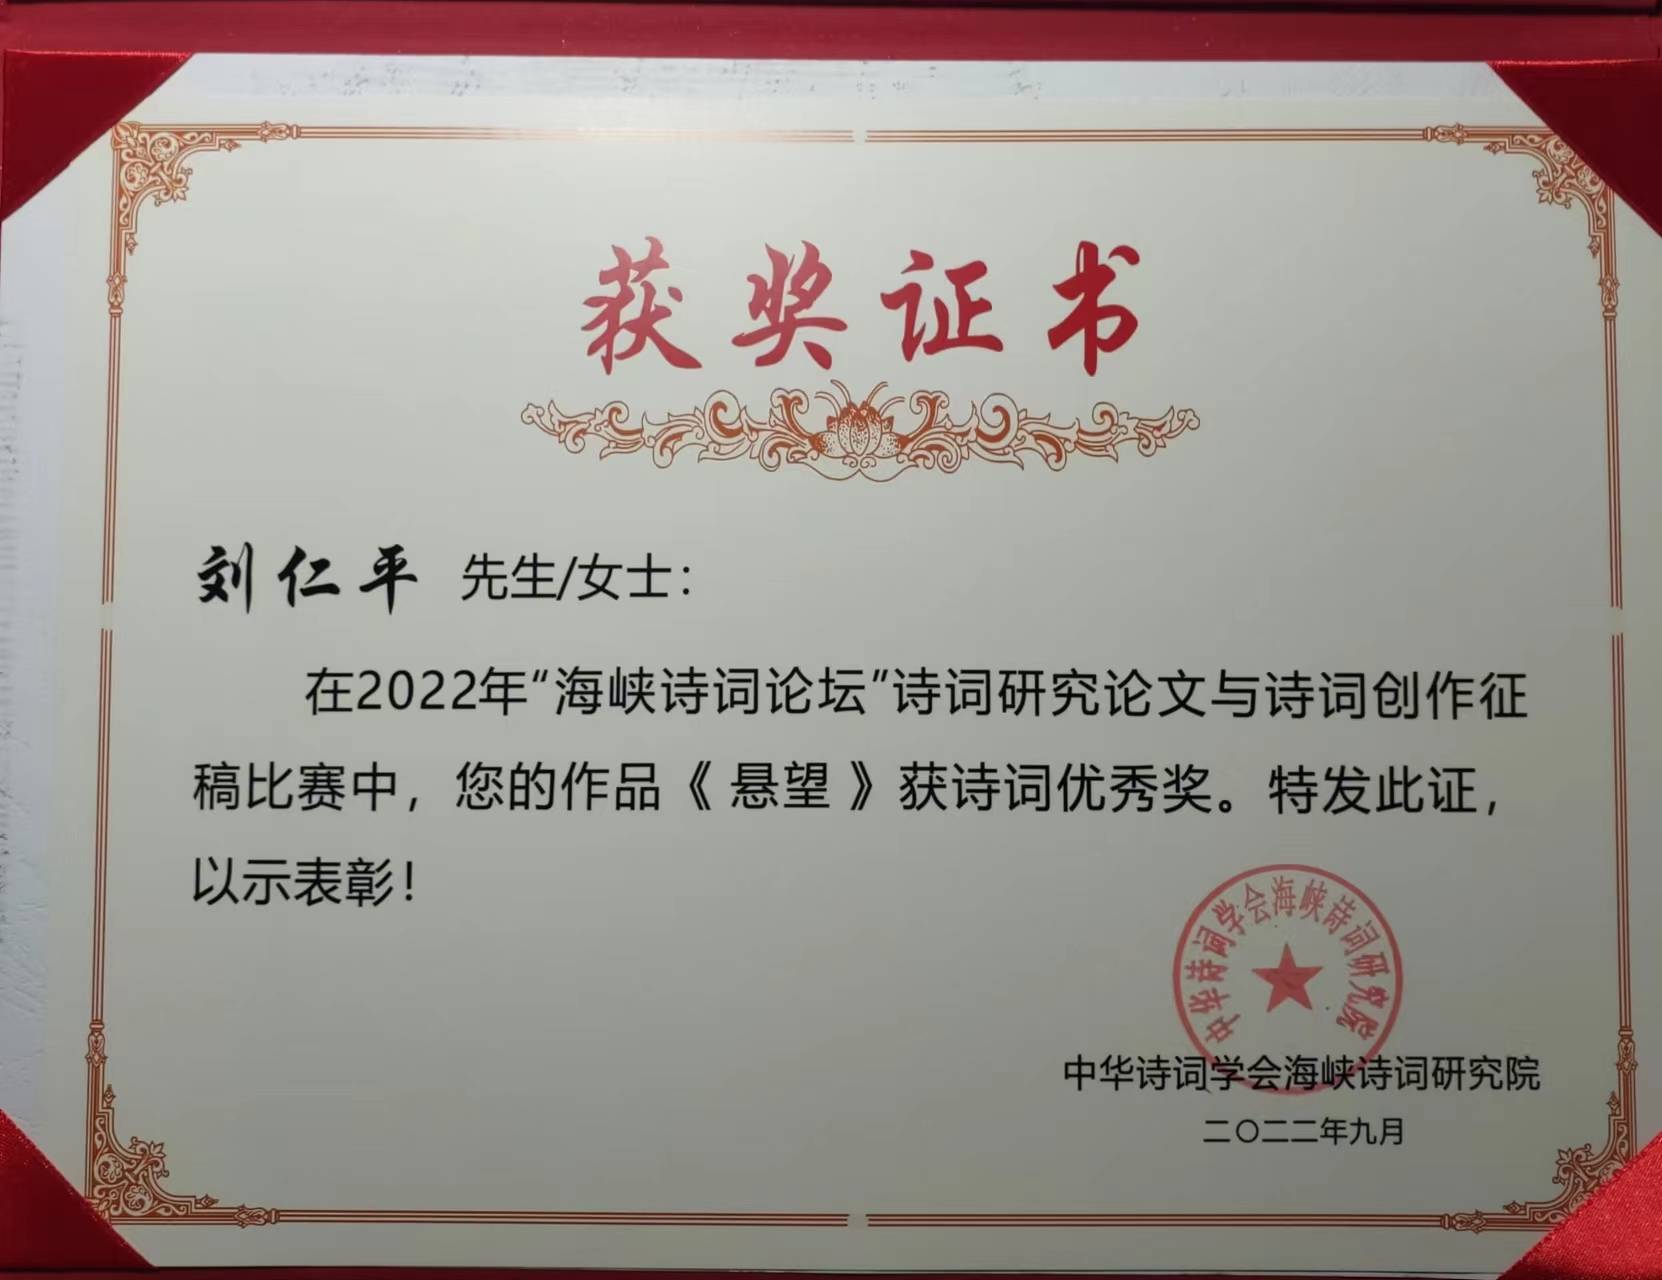 获奖证书
刘仁平 先生/女士：
在2022年“海峡诗词论坛”诗词研究论文与诗词创作征
稿比赛中，您的作品《 悬望 》获诗词优秀奖。特发此证，
以示表彰！
中华诗词学会海峡诗词研究院
中华诗词学会海峡诗词研究院
二〇二二年九月